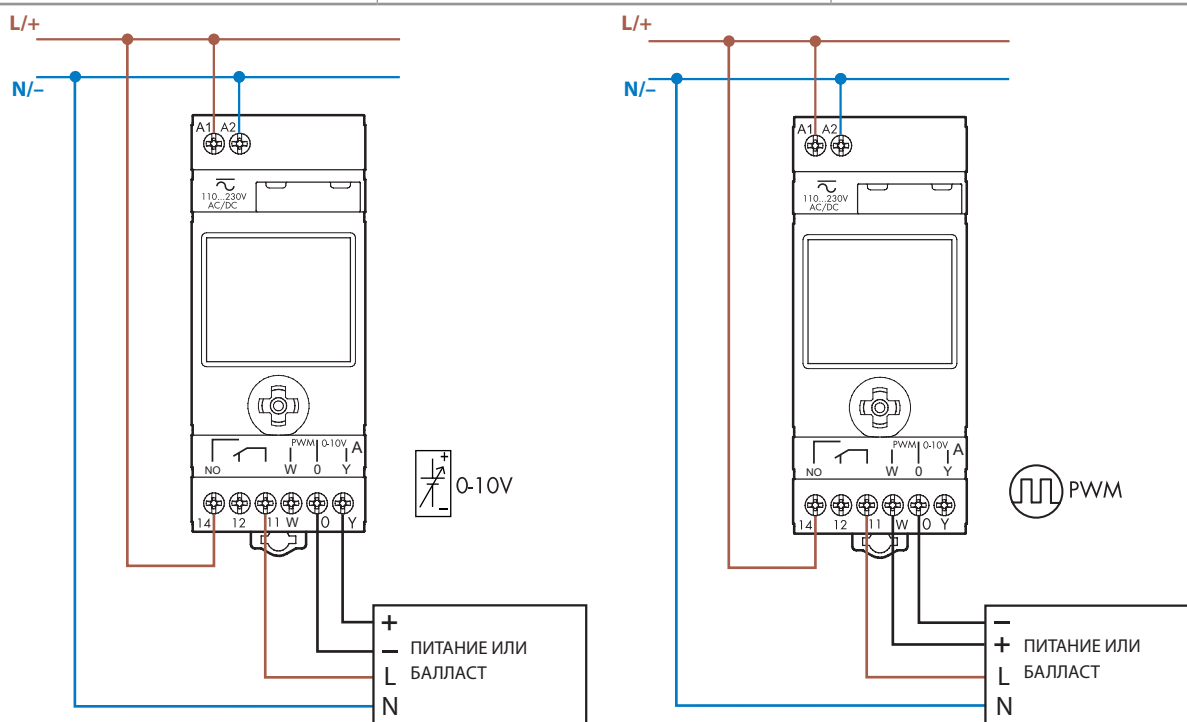 L/+
N/–
A1 A2
110...230V
AC/DC
PWM 0-10V A
NO W 0 Y
14 12 11 W 0 Y
+
-
0-10V
+
– ПИТАНИЕ ИЛИ
БАЛЛАСТ
L
N
L/+
N/–
A1 A2
110...230V
AC/DC
PWM 0-10V A
NO W 0 Y
14 12 11 W 0 Y
PWM
–
+ ПИТАНИЕ ИЛИ
БАЛЛАСТ
L
N